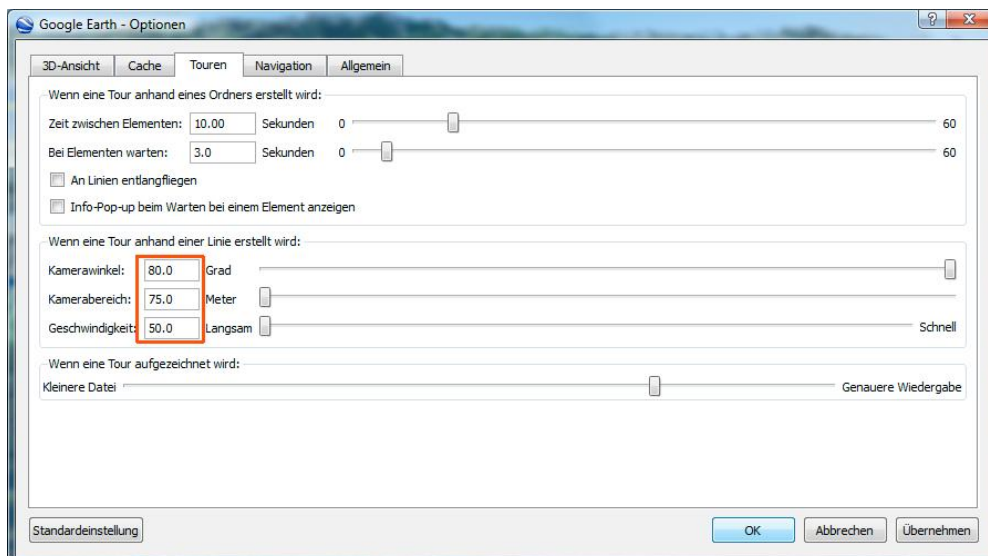 Google Earth - Optionen
?
3D-Ansicht Cache Touren Navigation Allgemein
Wenn eine Tour anhand eines Ordners erstellt wird:
Zeit zwischen Elementen: 10.00 Sekunden 0 60
Bei Elementen warten: 3.0 Sekunden 0 60
An Linien entlangfliegen
Info-Pop-up beim Warten bei einem Element anzeigen
Wenn eine Tour anhand einer Linie erstellt wird:
Kamerawinkel: 80.0 Grad
Kamerabereich: 75.0 Meter
Geschwindigkeit: 50.0 Langsam Schnell
Wenn eine Tour aufgezeichnet wird:
Kleinere Datei Genauere Wiedergabe
Standardeinstellung OK Abbrechen Übernehmen